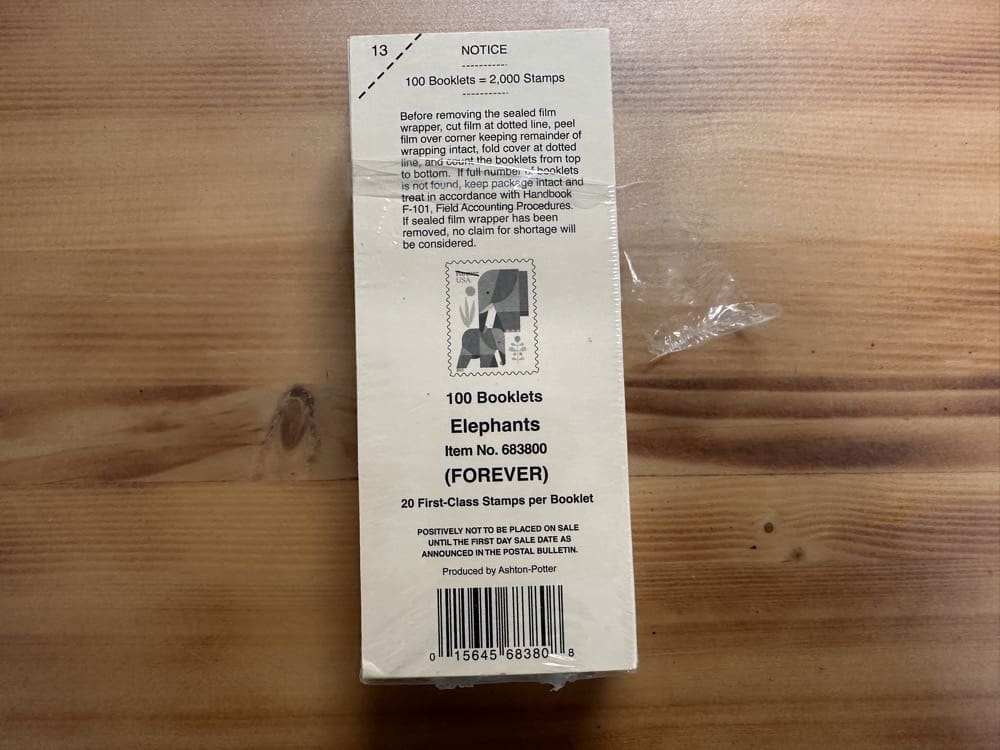 13
NOTICE
100 Booklets = 2,000 Stamps
Before removing the sealed film
wrapper, cut film at dotted line, peel
film over corner keeping remainder of
wrapping intact, fold cover at dotted
line, and count the booklets from top
to bottom. If full number of booklets
is not found, keep package intact and
treat in accordance with Handbook
F-101, Field Accounting Procedures.
If sealed film wrapper has been
removed, no claim for shortage will
be considered.
FOREVER
USA
100 Booklets
Elephants
Item No. 683800
(FOREVER)
20 First-Class Stamps per Booklet
POSITIVELY NOT TO BE PLACED ON SALE
UNTIL THE FIRST DAY SALE DATE AS
ANNOUNCED IN THE POSTAL BULLETIN.
Produced by Ashton-Potter
0 15645 68380 8